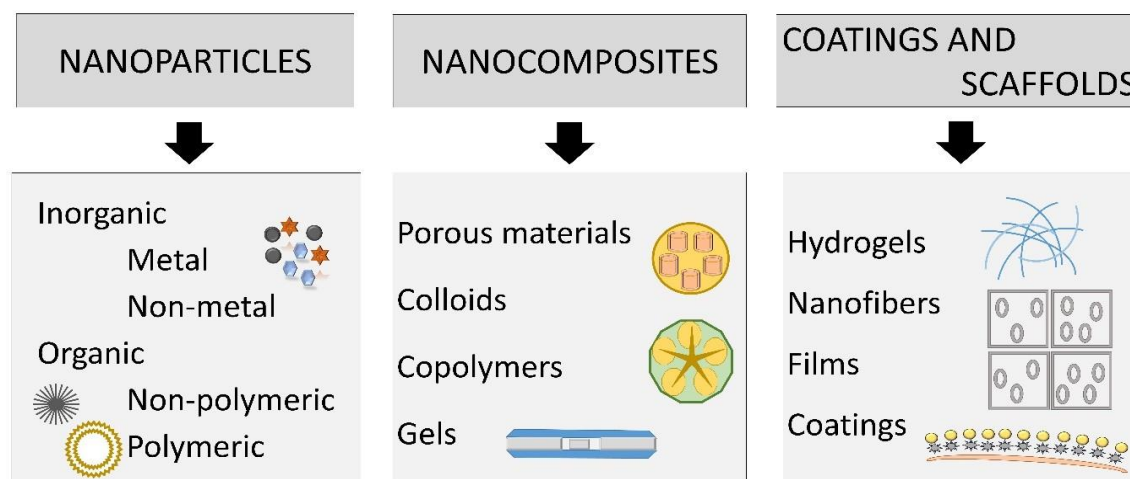 NANOPARTICLES
Inorganic
Metal
Non-metal
Organic
Non-polymeric
Polymeric
NANOCOMPOSITES
Porous materials
Colloids
Copolymers
Gels
COATINGS AND
SCAFFOLDS
Hydrogels
Nanofibers
Films
Coatings